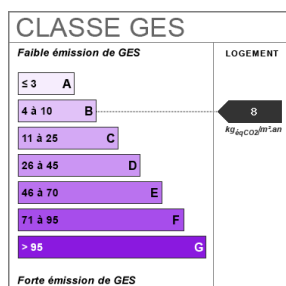 CLASSE GES
Faible émission de GES
LOGEMENT
≤ 3 A
4 à 10 B
8
kgéqCO2/m².an
11 à 25 C
26 à 45 D
46 à 70 E
71 à 95 F
> 95 G
Forte émission de GES